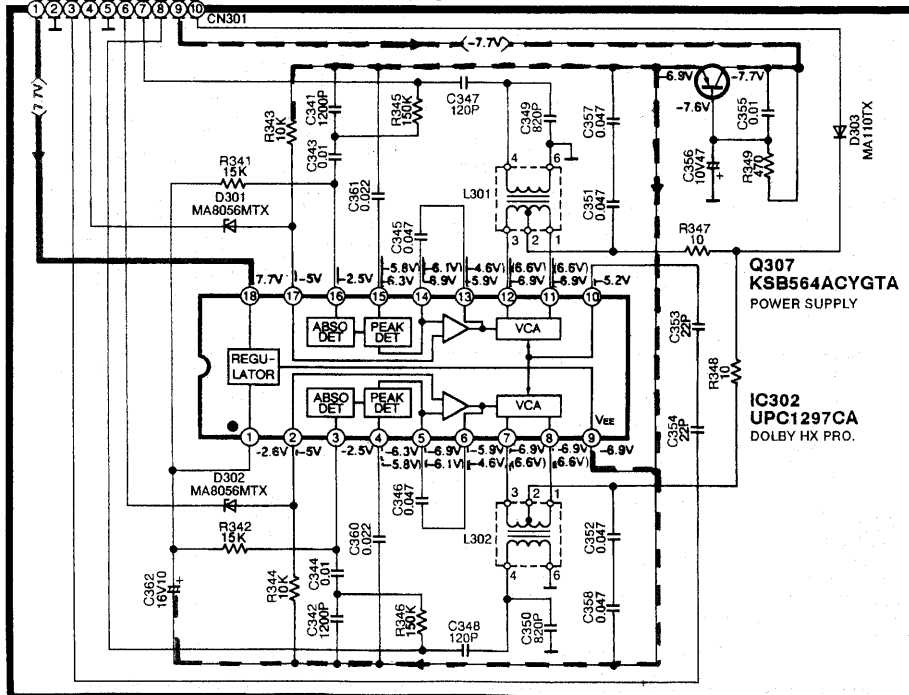 1 2 3 4 5 6 7 8 9 10
CN301
(-7.7V)
(7.7V)
-6.9V
-7.7V
-7.6V
R343
10K
C341
1200P
C343
0.01
R345
150K
C347
120P
C349
820P
C357
0.047
C355
0.01
D303
MA110TX
C356
10V47
R349
470
R341
15K
D301
MA8056MTX
C361
0.022
C345
0.047
L301
4 6
3 2 1
C351
0.047
R347
10
7.7V
-5V
-2.5V
-5.8V)
-6.3V
(-6.1V)
-6.9V
-4.6V)
-5.9V
(6.6V)
-6.9V
(6.6V)
-6.9V
-5.2V
18 17 16 15 14 13 12 11 10
Q307
KSB564ACYGTA
POWER SUPPLY
ABSO
DET
PEAK
DET
VCA
C353
22P
REGU-
LATOR
R348
10
ABSO
DET
PEAK
DET
VCA
VEE
IC302
UPC1297CA
DOLBY HX PRO.
C354
22P
1 2 3 4 5 6 7 8 9
-2.6V
-5V
-2.5V
-6.3V
-5.8V)
(-6.9V
(-6.1V)
-5.9V
-4.6V
-6.9V
(6.6V)
-6.9V
(6.6V)
-6.9V
D302
MA8056MTX
C346
0.047
3 2 1
L302
4 6
C352
0.047
R342
15K
C360
0.022
C362
16V10
R344
10K
C344
0.01
C342
1200P
R346
150K
C348
120P
C350
820P
C358
0.047